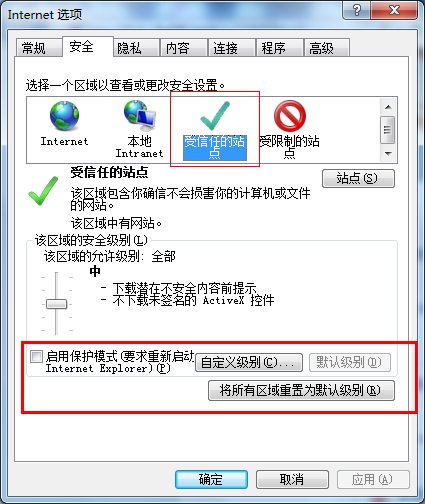 Internet 选项
常规 安全 隐私 内容 连接 程序 高级
选择一个区域以查看或更改安全设置。
Internet
本地
Intranet
受信任的站
点
受限制的站
点
受信任的站点
站点(S)
该区域包含你确信不会损害你的计算机或文件
的网站。
该区域中有网站。
该区域的安全级别(L)
该区域的允许级别: 全部
中
- 下载潜在不安全内容前提示
- 不下载未签名的 ActiveX 控件
启用保护模式(要求重新启动
Internet Explorer)(P)
自定义级别(C)...
默认级别(D)
将所有区域重置为默认级别(R)
确定 取消 应用(A)